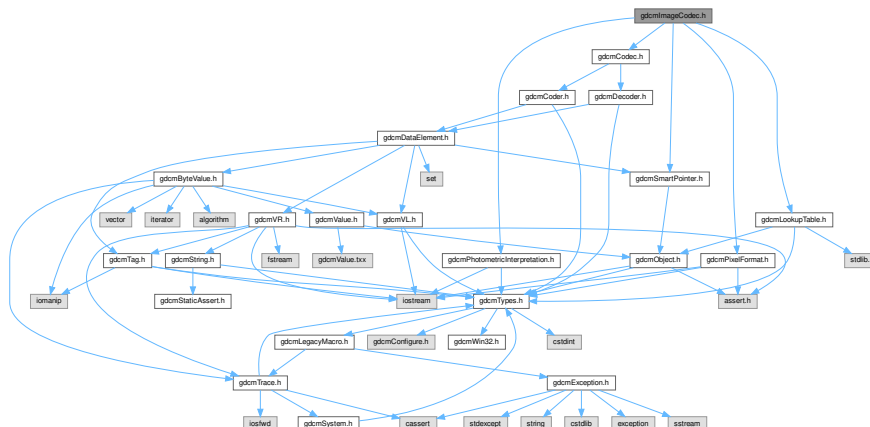 gdcmImageCodec.h
gdcmCodec.h
gdcmCoder.h
gdcmDecoder.h
gdcmDataElement.h
gdcmByteValue.h
set
gdcmSmartPointer.h
vector
iterator
algorithm
gdcmVR.h
gdcmValue.h
gdcmVL.h
gdcmLookupTable.h
gdcmTag.h
gdcmString.h
fstream
gdcmValue.txx
gdcmPhotometricInterpretation.h
gdcmObject.h
gdcmPixelFormat.h
stdlib.
iomanip
gdcmStaticAssert.h
iostream
gdcmTypes.h
assert.h
gdcmLegacyMacro.h
gdcmConfigure.h
gdcmWin32.h
cstdint
gdcmTrace.h
gdcmException.h
iosfwd
gdcmSystem.h
cassert
stdexcept
string
cstdlib
exception
sstream